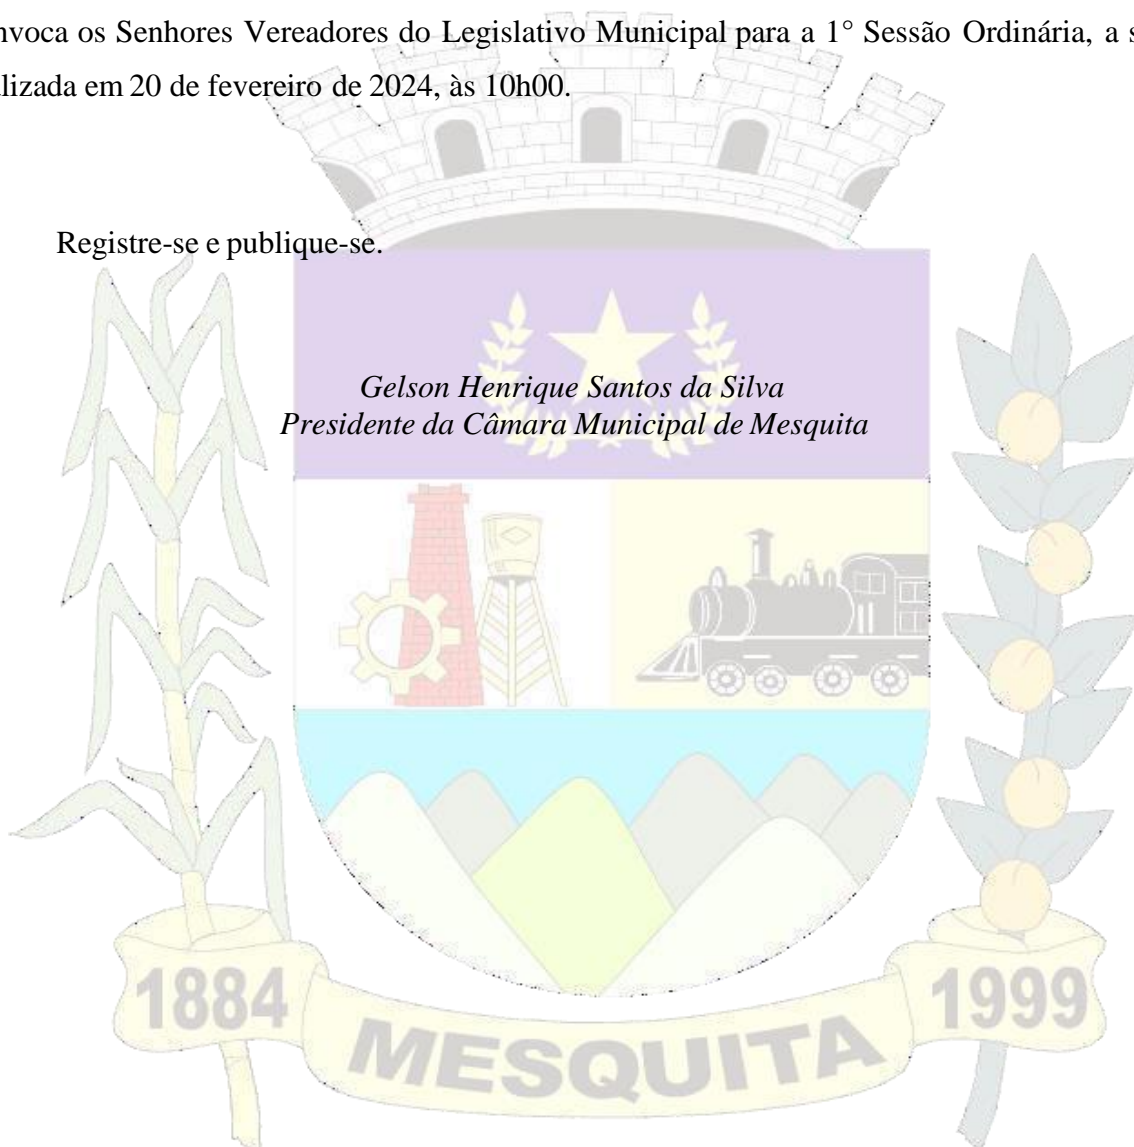 nvoca os Senhores Vereadores do Legislativo Municipal para a 1° Sessão Ordinária, a s
lizada em 20 de fevereiro de 2024, às 10h00.
Registre-se e publique-se.
Gelson Henrique Santos da Silva
Presidente da Câmara Municipal de Mesquita
1884
MESQUITA
1999